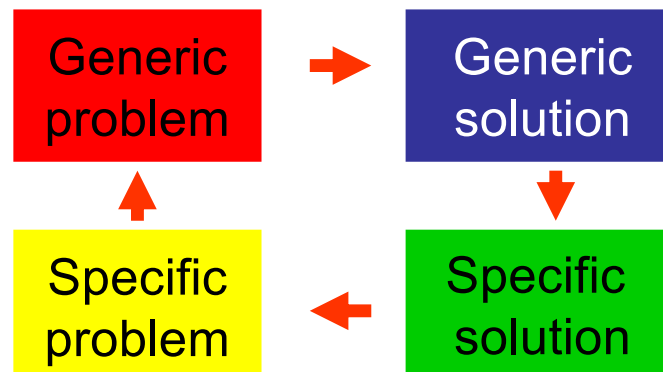 Generic
problem
Generic
solution
Specific
problem
Specific
solution